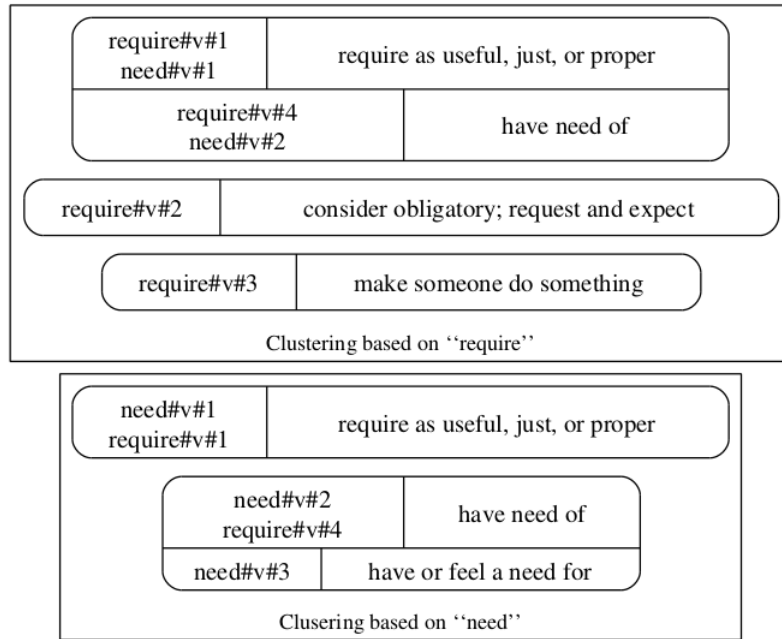 require#v#1
need#v#1
require as useful, just, or proper
require#v#4
need#v#2
have need of
require#v#2
consider obligatory; request and expect
require#v#3
make someone do something
Clustering based on ‘‘require’’
need#v#1
require#v#1
require as useful, just, or proper
need#v#2
require#v#4
have need of
need#v#3
have or feel a need for
Clusering based on ‘‘need’’